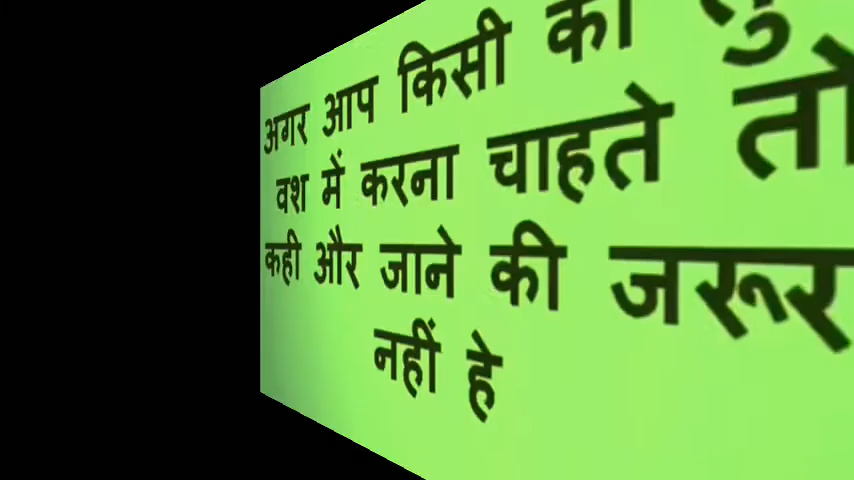 अगर आप किसी को
वश में करना चाहते तो
कही और जाने की जरूर
नहीं हे